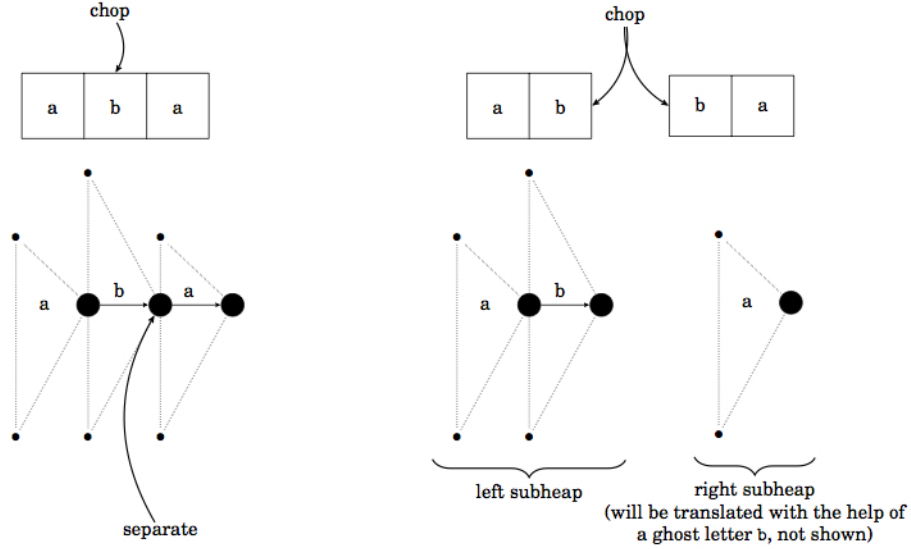 chop
a b a
a
b
a
separate
chop
a b
b a
a
b
a
left subheap
right subheap
(will be translated with the help of
a ghost letter b, not shown)